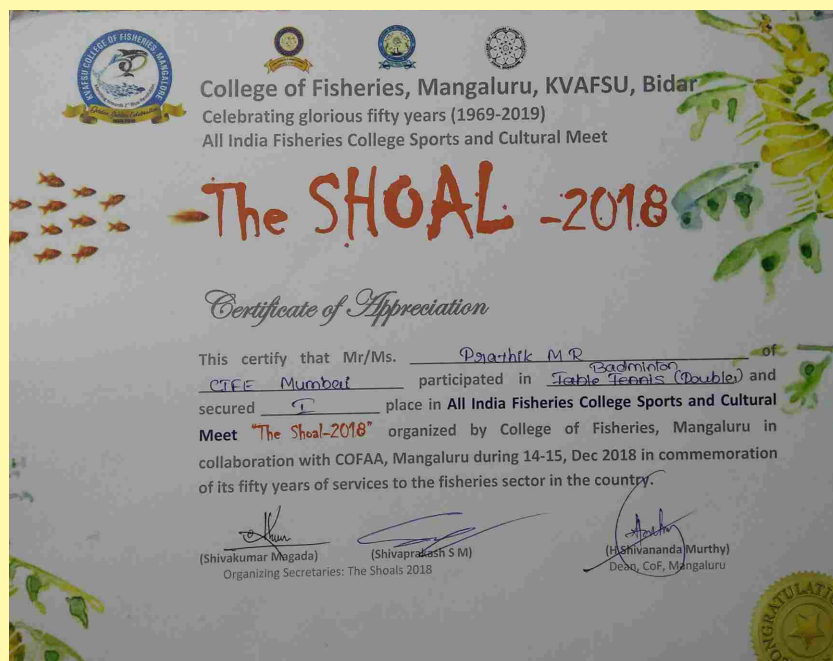 KVAFSU COLLEGE OF FISHERIES, MANGALORE
College of Fisheries, Mangaluru, KVAFSU, Bidar
Celebrating glorious fifty years (1969-2019)
All India Fisheries College Sports and Cultural Meet
The SHOAL -2018
Certificate of Appreciation
This certify that Mr/Ms. Prathik M R of
Badminton
CIFE Mumbai participated in Table Tennis (Double) and
secured I place in All India Fisheries College Sports and Cultural
Meet "The Shoal-2018" organized by College of Fisheries, Mangaluru in
collaboration with COFAA, Mangaluru during 14-15, Dec 2018 in commemoration
of its fifty years of services to the fisheries sector in the country.
(Shivakumar Magada) (Shivaprakash S M) (H Shivananda Murthy)
Organizing Secretaries: The Shoals 2018 Dean, CoF, Mangaluru